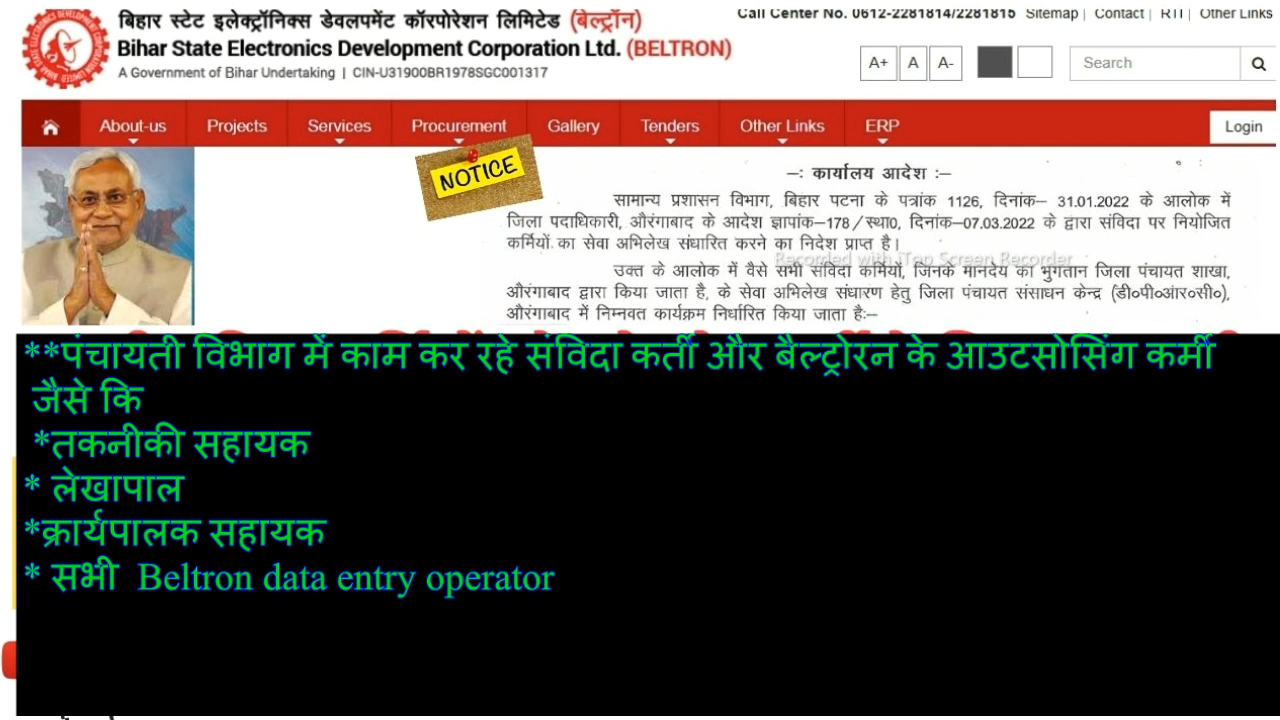 बिहार स्टेट इलेक्ट्रॉनिक्स डेवलपमेंट कॉरपोरेशन लिमिटेड (बेल्ट्रॉन)
Call Center No. 0612-2281814/2281815 Sitemap | Contact | RTI | Other Links
Bihar State Electronics Development Corporation Ltd. (BELTRON)
A Government of Bihar Undertaking | CIN-U31900BR1978SGC001317
A+ A A- Search
About-us Projects Services Procurement Gallery Tenders Other Links ERP Login
NOTICE
–: कार्यालय आदेश :–
सामान्य प्रशासन विभाग, बिहार पटना के पत्रांक 1126, दिनांक– 31.01.2022 के आलोक में
जिला पदाधिकारी, औरंगाबाद के आदेश ज्ञापांक–178/स्था0, दिनांक–07.03.2022 के द्वारा संविदा पर नियोजित
कर्मियों का सेवा अभिलेख संधारित करने का निदेश प्राप्त है।
Recorded with iTop Screen Recorder
उक्त के आलोक में वैसे सभी संविदा कर्मियों, जिनके मानदेय का भुगतान जिला पंचायत शाखा,
औरंगाबाद द्वारा किया जाता है, के सेवा अभिलेख संधारण हेतु जिला पंचायत संसाधन केन्द्र (डी०पी०आर०सी०),
औरंगाबाद में निम्नवत कार्यक्रम निर्धारित किया जाता हैः–
**पंचायती विभाग में काम कर रहे संविदा कर्ती और बैल्ट्रोरन के आउटसोसिंग कर्मी
जैसे कि
*तकनीकी सहायक
* लेखापाल
*क्रार्यपालक सहायक
* सभी Beltron data entry operator